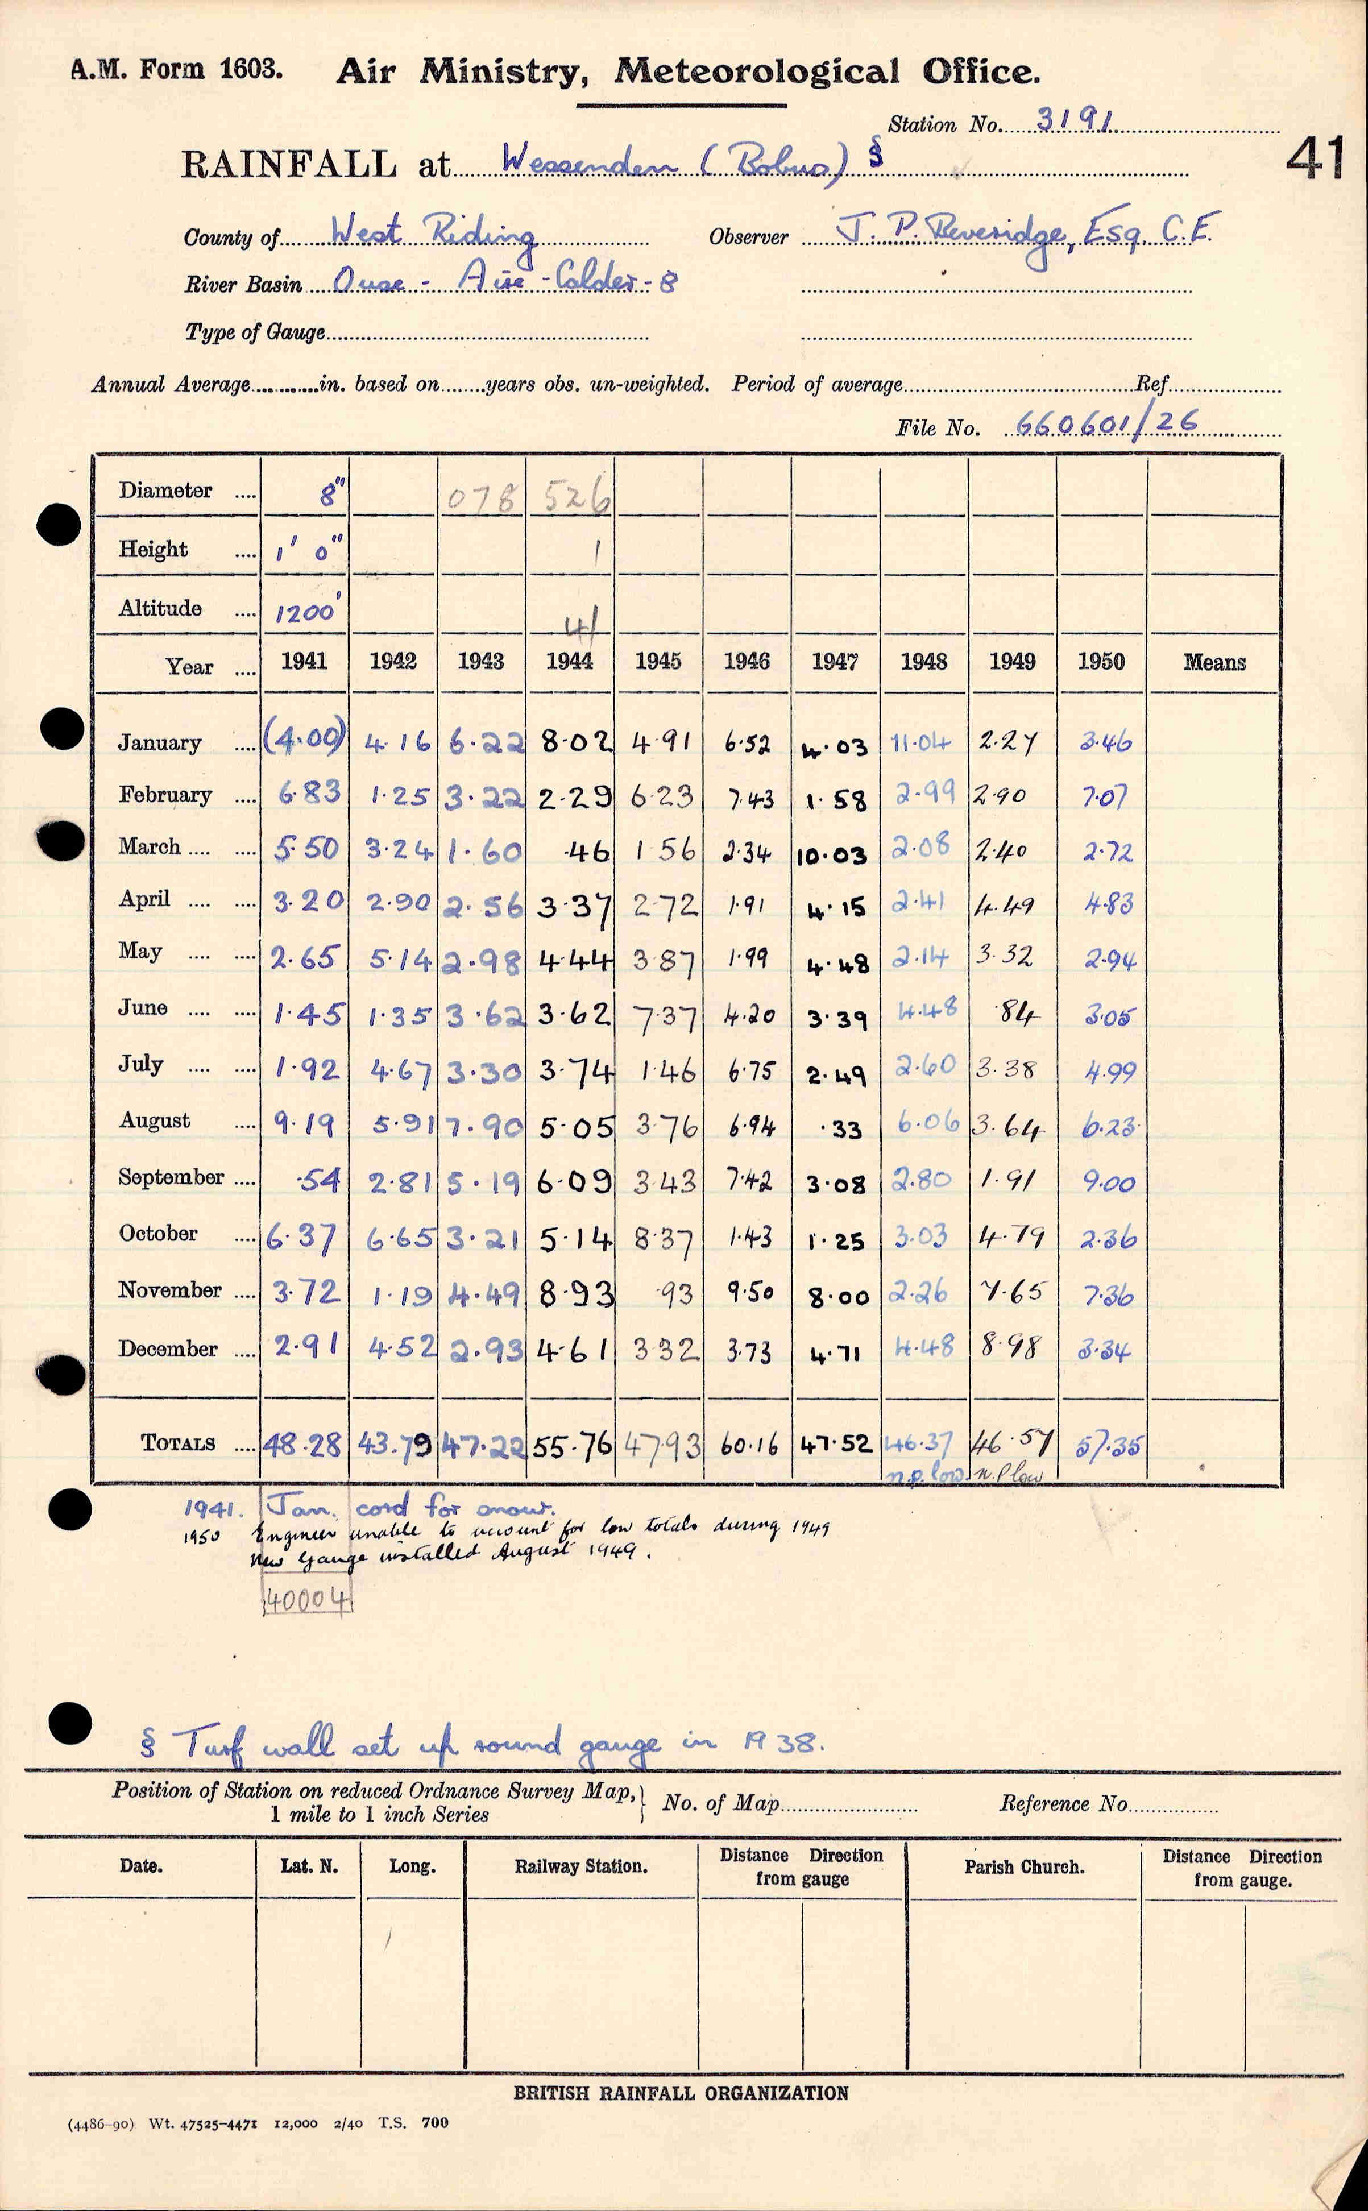 A.M. Form 1603. Air Ministry, Meteorological Office.
Station No. 3191
41
RAINFALL at Wessenden (Bobus) §
County of West Riding Observer J. P. Beveridge, Esq. C.E.
River Basin Ouse - Aire - Calder - 8
Type of Gauge
Annual Average in. based on years obs. un-weighted. Period of average Ref
File No. 660601/26
Diameter .... 8" 078 526
Height .... 1' 0" 1
Altitude .... 1200' 41
Year .... 1941 1942 1943 1944 1945 1946 1947 1948 1949 1950 Means
January .... (4.00) 4.16 6.22 8.02 4.91 6.52 4.03 11.04 2.27 3.46
February .... 6.83 1.25 3.22 2.29 6.23 7.43 1.58 2.99 2.90 7.07
March .... .... 5.50 3.24 1.60 .46 1.56 2.34 10.03 2.08 2.40 2.72
April .... .... 3.20 2.90 2.56 3.37 2.72 1.91 4.15 2.41 4.49 4.83
May .... .... 2.65 5.14 2.98 4.44 3.87 1.99 4.48 2.14 3.32 2.94
June .... .... 1.45 1.35 3.62 3.62 7.37 4.20 3.39 4.48 .84 3.05
July .... .... 1.92 4.67 3.30 3.74 1.46 6.75 2.49 2.60 3.38 4.99
August .... 9.19 5.91 7.90 5.05 3.76 6.94 .33 6.06 3.64 6.23
September .... .54 2.81 5.19 6.09 3.43 7.42 3.08 2.80 1.91 9.00
October .... 6.37 6.65 3.21 5.14 8.37 1.43 1.25 3.03 4.79 2.36
November .... 3.72 1.19 4.49 8.93 .93 9.50 8.00 2.26 7.65 7.36
December .... 2.91 4.52 2.93 4.61 3.32 3.73 4.71 4.48 8.98 3.34
TOTALS .... 48.28 43.79 47.22 55.76 47.93 60.16 47.52 46.37 46.57 57.35
n.p. low. n.P low
1941. Jan. cord for snow.
1950 Engineer unable to account for low totals during 1949
New Gauge installed August 1949.
40004
§ Turf wall set up round gauge in 1938.
Position of Station on reduced Ordnance Survey Map, 1 mile to 1 inch Series } No. of Map Reference No.
Date. Lat. N. Long. Railway Station. Distance Direction from gauge Parish Church. Distance Direction from gauge.
BRITISH RAINFALL ORGANIZATION
(4486-90) Wt. 47525-4471 12,000 2/40 T.S. 700